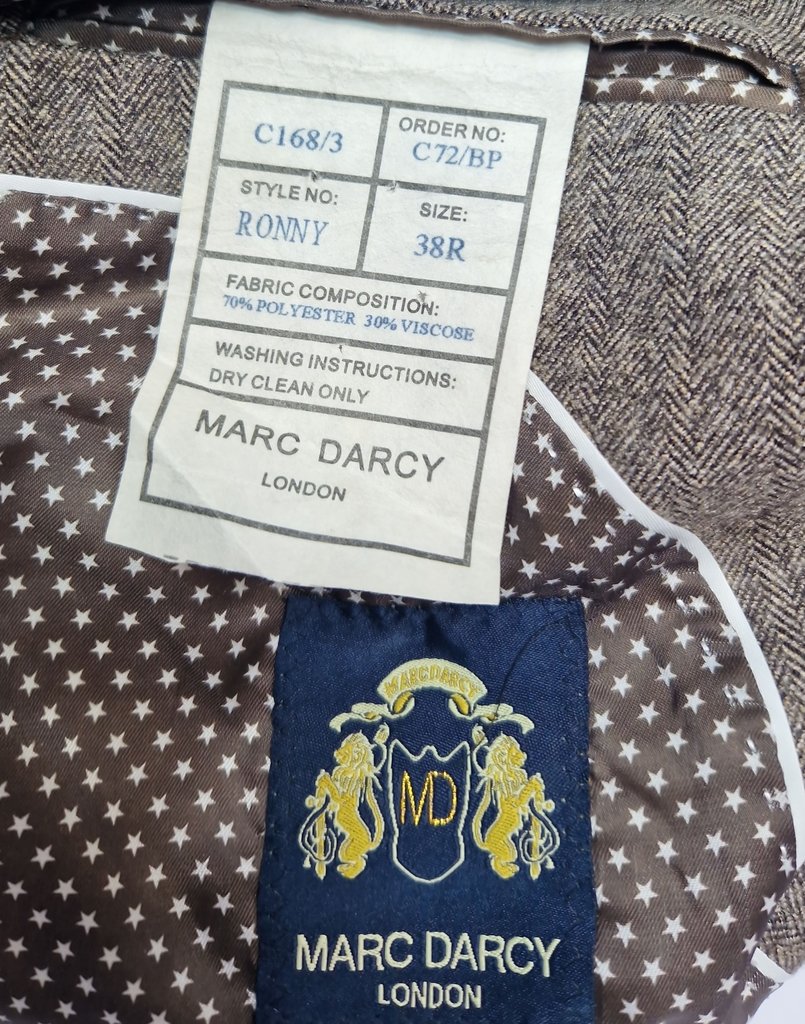 C168/3
ORDER NO:
C72/BP
STYLE NO:
RONNY
SIZE:
38R
FABRIC COMPOSITION:
70% POLYESTER 30% VISCOSE
WASHING INSTRUCTIONS:
DRY CLEAN ONLY
MARC DARCY
LONDON
MARCDARCY
MD
MARC DARCY
LONDON